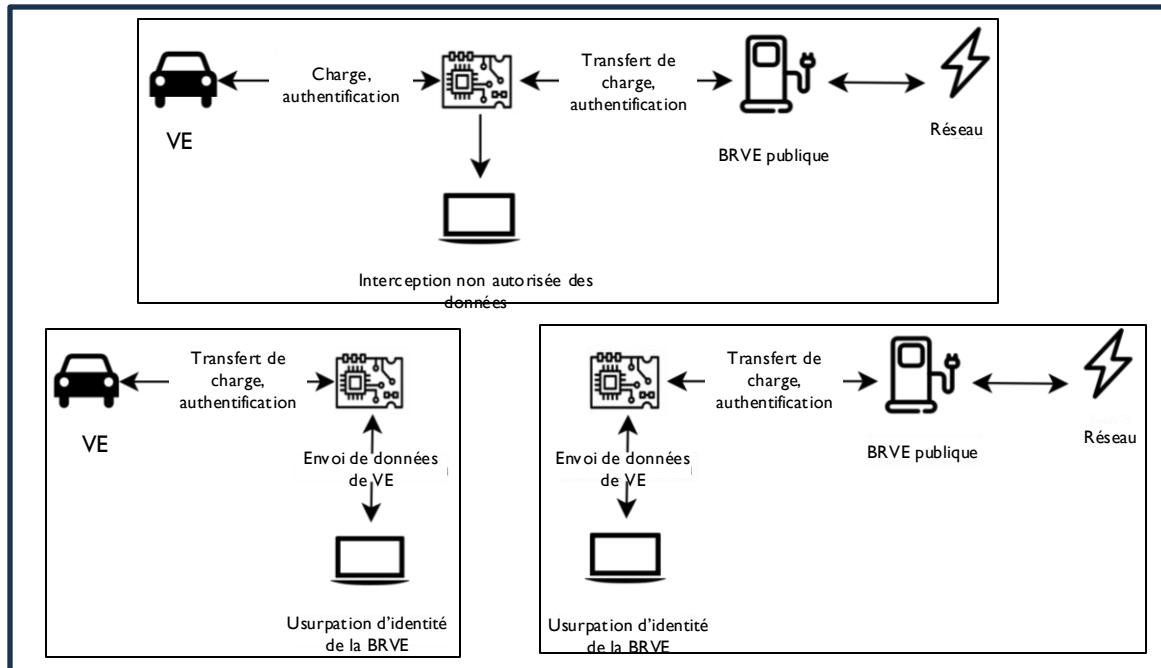 Charge,
authentification
Transfert de
charge,
authentification
VE
BRVE publique
Réseau
Interception non autorisée des
données
Transfert de
charge,
authentification
VE
Envoi de données
de VE
Usurpation d'identité
de la BRVE
Transfert de
charge,
authentification
BRVE publique
Réseau
Envoi de données
de VE
Usurpation d'identité
de la BRVE